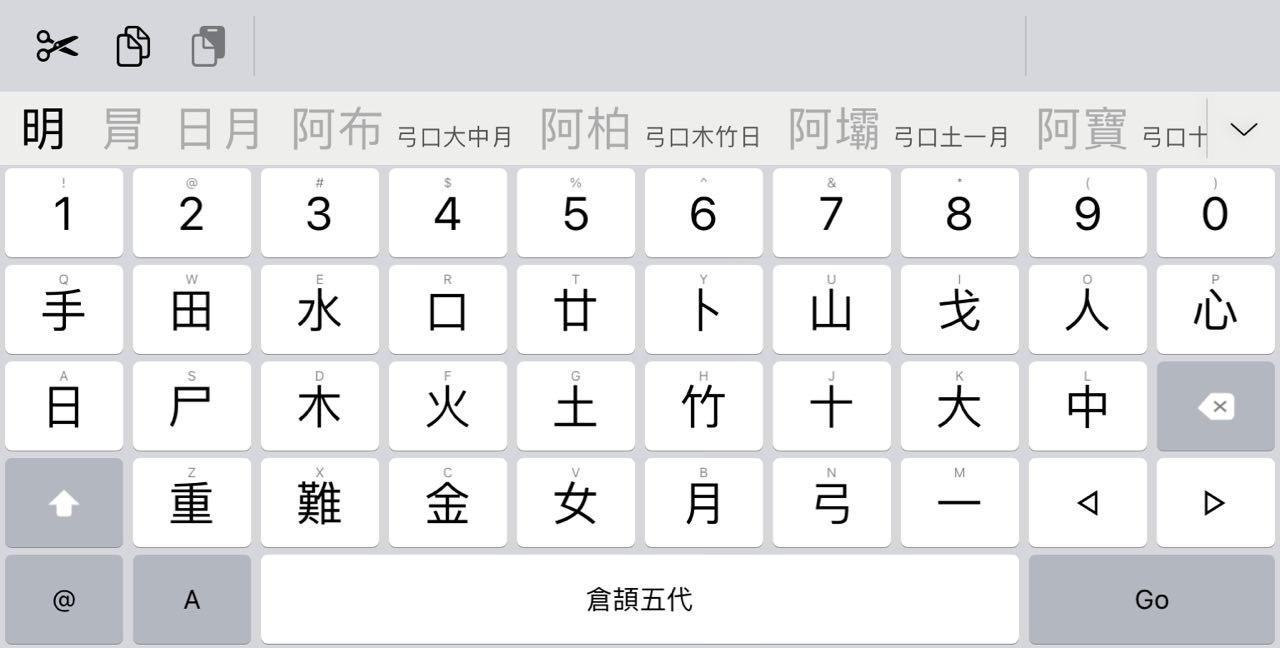 明 冐 日月 阿布 弓口大中月 阿柏 弓口木竹日 阿壩 弓口土一月 阿寶 弓口十
! @ # $ % ^ & * ( )
1 2 3 4 5 6 7 8 9 0
Q W E R T Y U I O P
手 田 水 口 廿 卜 山 戈 人 心
A S D F G H J K L
日 尸 木 火 土 竹 十 大 中
Z X C V B N M
重 難 金 女 月 弓 一
@ A 倉頡五代 Go